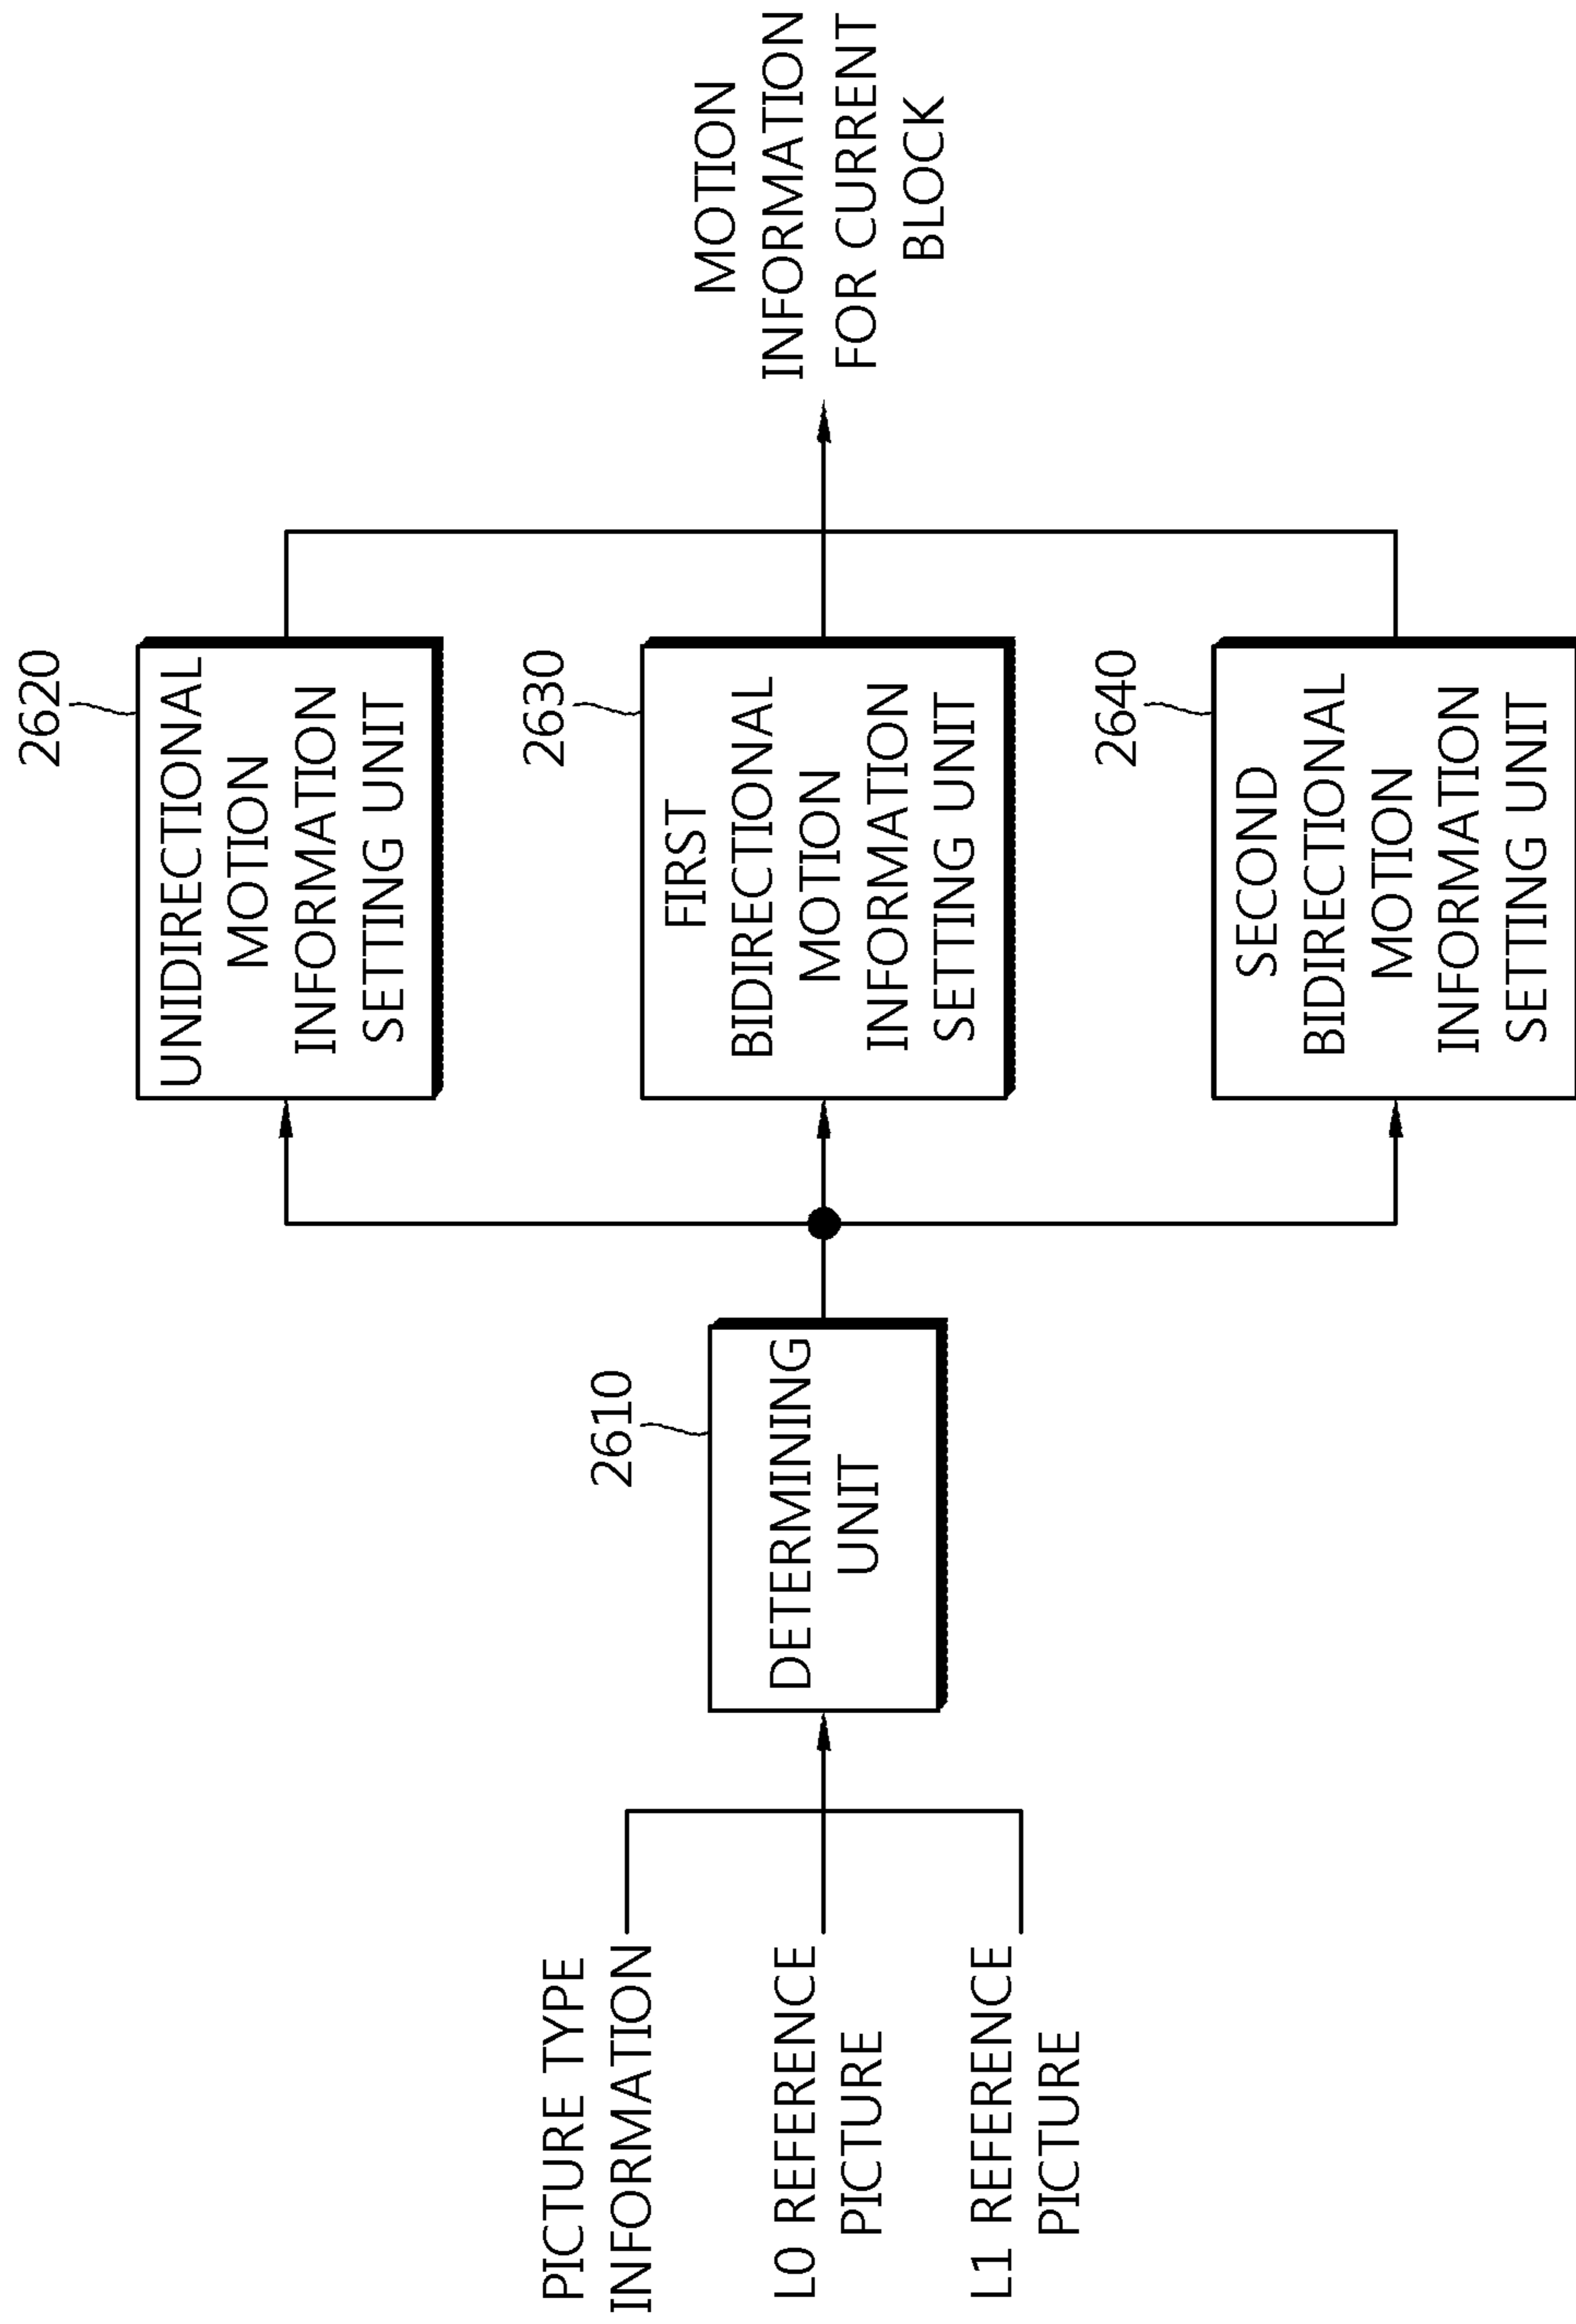 PICTURE TYPE
INFORMATION
L0 REFERENCE
PICTURE
L1 REFERENCE
PICTURE
2610
DETERMINING
UNIT
2620
UNIDIRECTIONAL
MOTION
INFORMATION
SETTING UNIT
2630
FIRST
BIDIRECTIONAL
MOTION
INFORMATION
SETTING UNIT
2640
SECOND
BIDIRECTIONAL
MOTION
INFORMATION
SETTING UNIT
MOTION
INFORMATION
FOR CURRENT
BLOCK